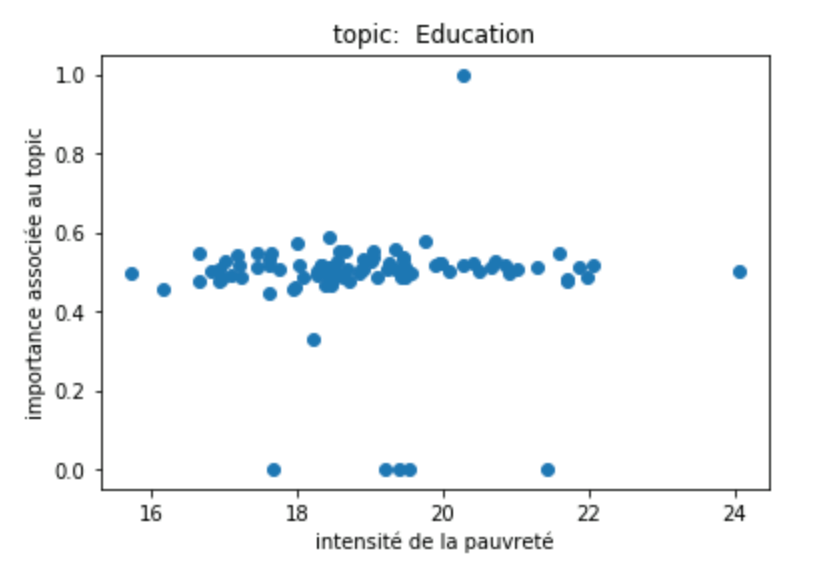 topic: Education
1.0
0.8
0.6
0.4
0.2
0.0
importance associée au topic
16 18 20 22 24
intensité de la pauvreté